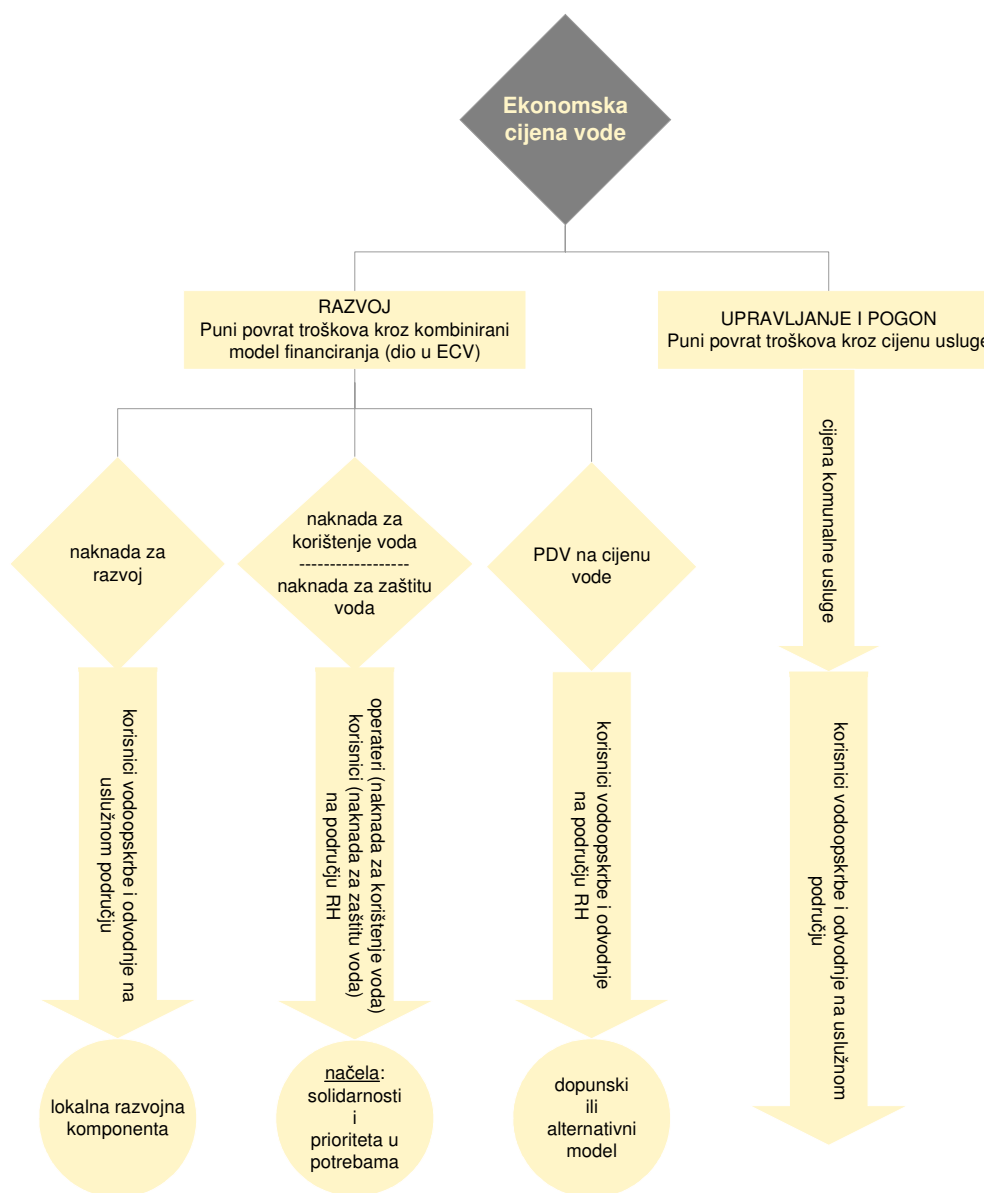 Ekonomska
cijena vode
RAZVOJ
Puni povrat troškova kroz kombinirani
model financiranja (dio u ECV)
UPRAVLJANJE I POGON
Puni povrat troškova kroz cijenu usluge
naknada za
razvoj
naknada za
korištenje voda
------------------
naknada za zaštitu
voda
PDV na cijenu
vode
cijena komunalne usluge
korisnici vodoopskrbe i odvodnje na
uslužnom području
operateri (naknada za korištenje voda)
korisnici (naknada za zaštitu voda)
na području RH
korisnici vodoopskrbe i odvodnje
na području RH
korisnici vodoopskrbe i odvodnje na uslužnom
području
lokalna razvojna
komponenta
načela:
solidarnosti
i
prioriteta u
potrebama
dopunski
ili
alternativni
model